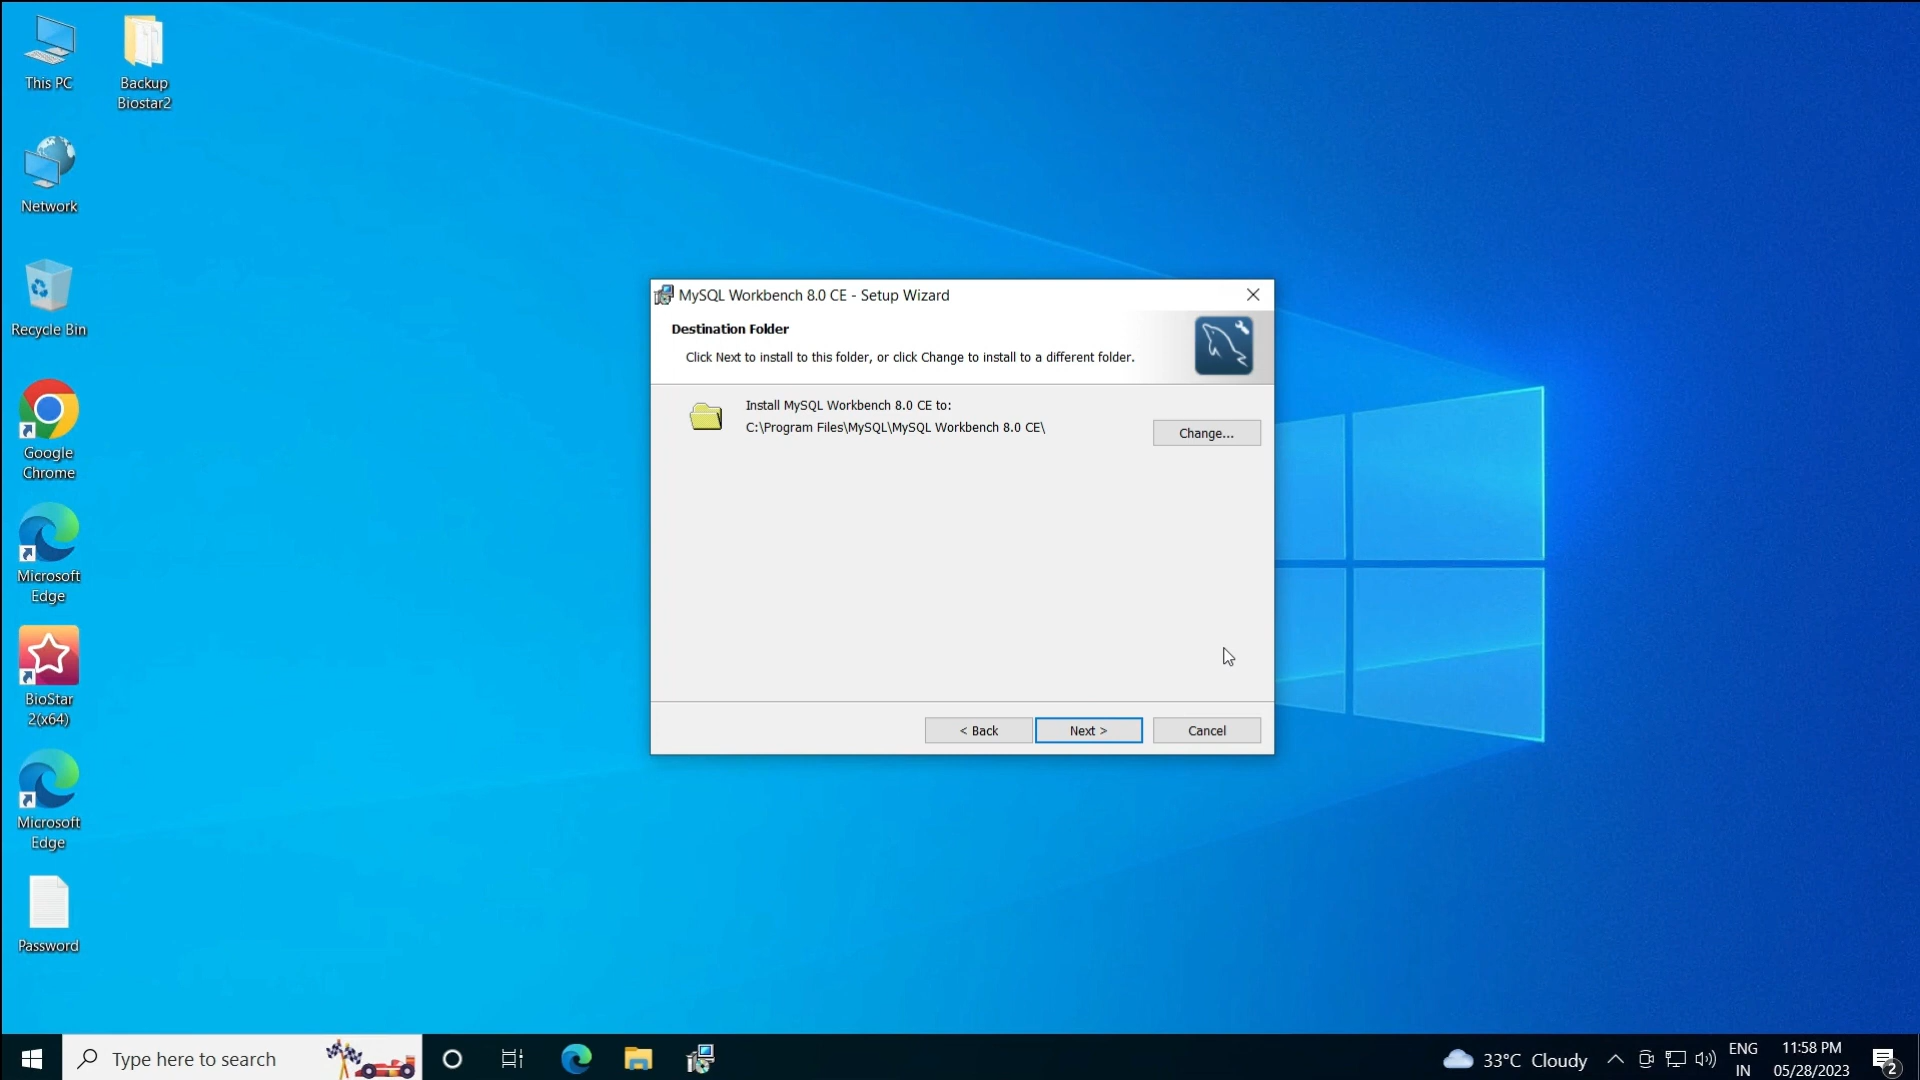 This PC
Backup
Biostar2
Network
Recycle Bin
Google
Chrome
Microsoft
Edge
BioStar
2(x64)
Microsoft
Edge
Password
MySQL Workbench 8.0 CE - Setup Wizard
Destination Folder
Click Next to install to this folder, or click Change to install to a different folder.
Install MySQL Workbench 8.0 CE to:
C:\Program Files\MySQL\MySQL Workbench 8.0 CE\
Change...
< Back
Next >
Cancel
Type here to search
33°C Cloudy
ENG
IN
11:58 PM
05/28/2023
2